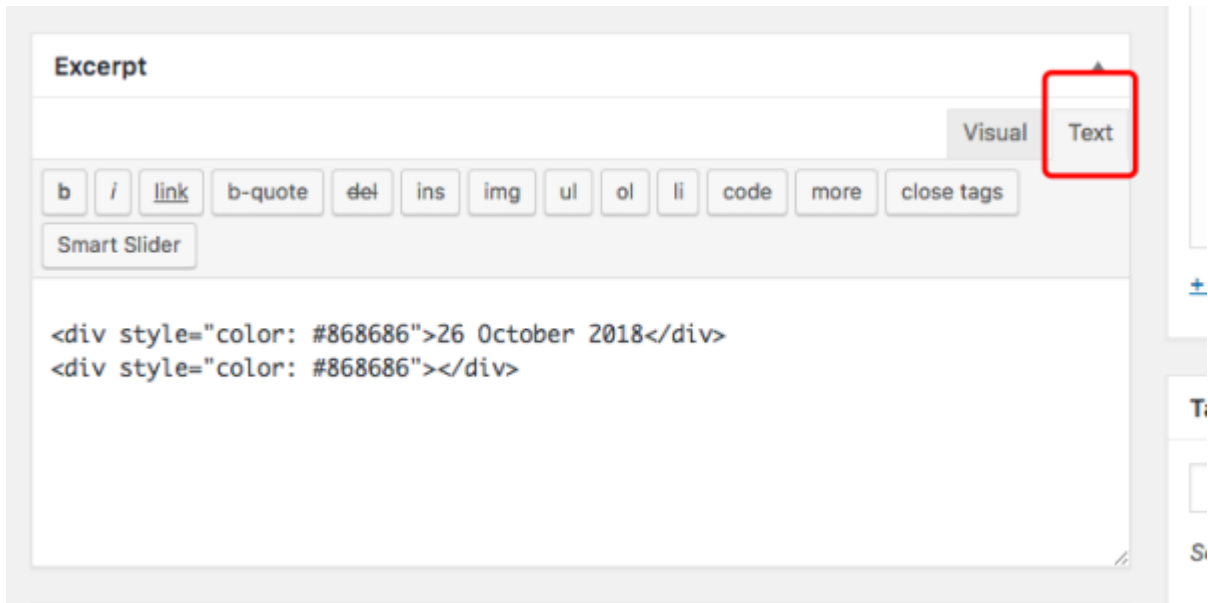 Excerpt
Visual Text
b i link b-quote del ins img ul ol li code more close tags
Smart Slider
<div style="color: #868686">26 October 2018</div>
<div style="color: #868686"></div>
+